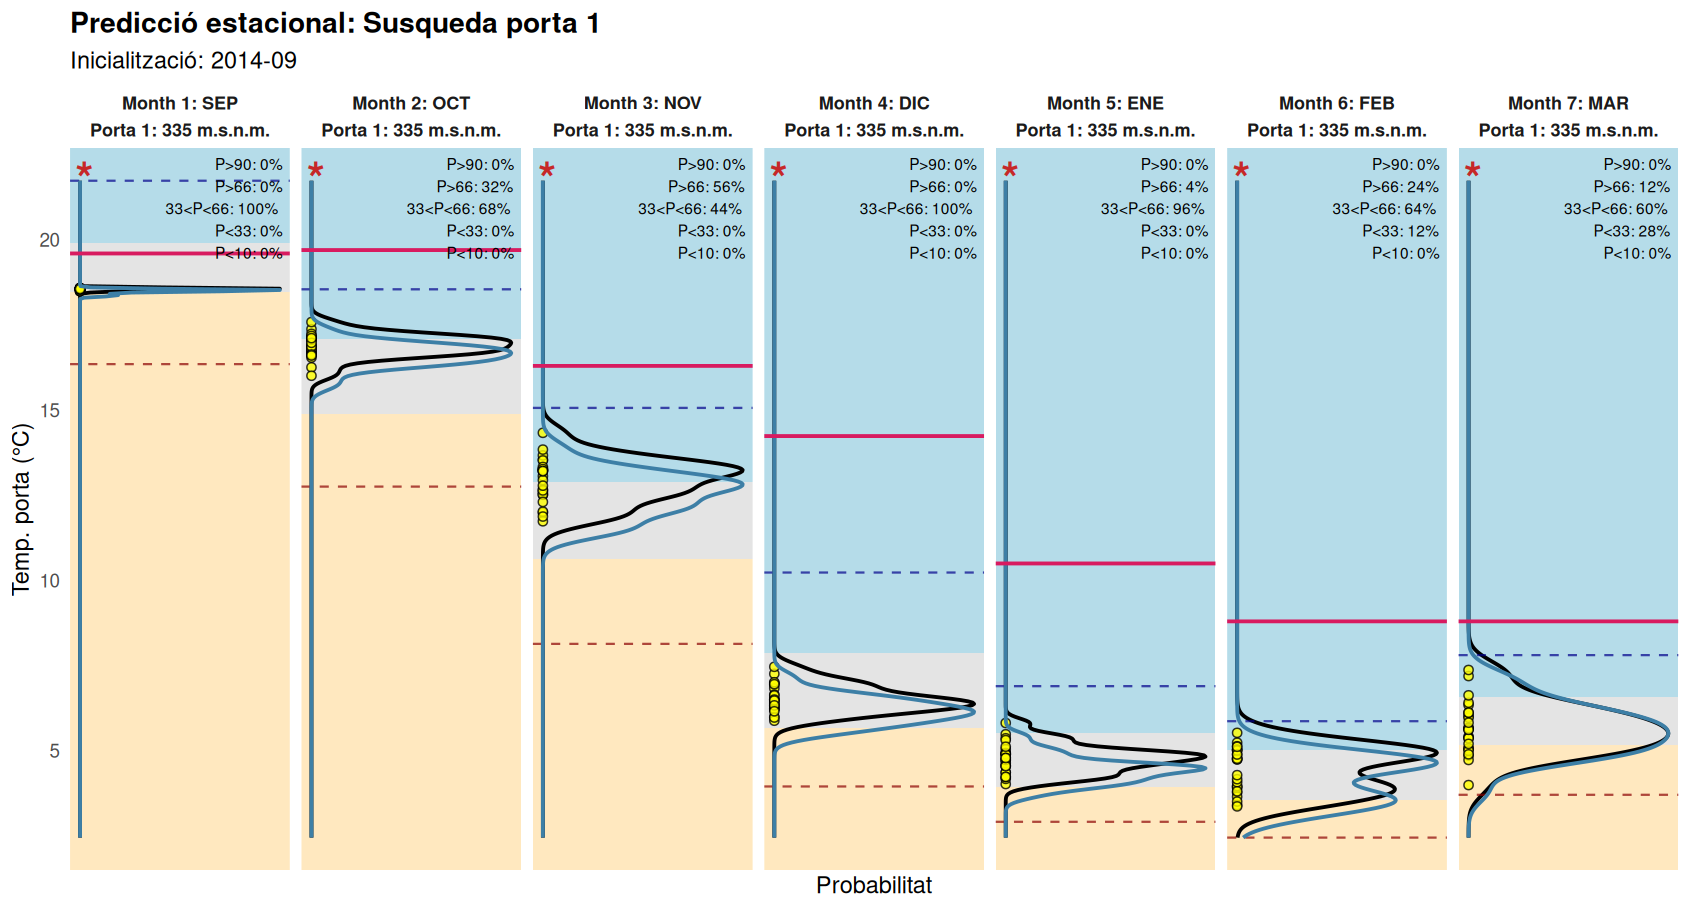 Predicció estacional: Susqueda porta 1
Inicialització: 2014-09
Month 1: SEP
Porta 1: 335 m.s.n.m.
Month 2: OCT
Porta 1: 335 m.s.n.m.
Month 3: NOV
Porta 1: 335 m.s.n.m.
Month 4: DIC
Porta 1: 335 m.s.n.m.
Month 5: ENE
Porta 1: 335 m.s.n.m.
Month 6: FEB
Porta 1: 335 m.s.n.m.
Month 7: MAR
Porta 1: 335 m.s.n.m.
*
P>90: 0%
P>66: 0%
33<P<66: 100%
P<33: 0%
P<10: 0%
*
P>90: 0%
P>66: 32%
33<P<66: 68%
P<33: 0%
P<10: 0%
*
P>90: 0%
P>66: 56%
33<P<66: 44%
P<33: 0%
P<10: 0%
*
P>90: 0%
P>66: 0%
33<P<66: 100%
P<33: 0%
P<10: 0%
*
P>90: 0%
P>66: 4%
33<P<66: 96%
P<33: 0%
P<10: 0%
*
P>90: 0%
P>66: 24%
33<P<66: 64%
P<33: 12%
P<10: 0%
*
P>90: 0%
P>66: 12%
33<P<66: 60%
P<33: 28%
P<10: 0%
20
15
10
5
Temp. porta (°C)
Probabilitat